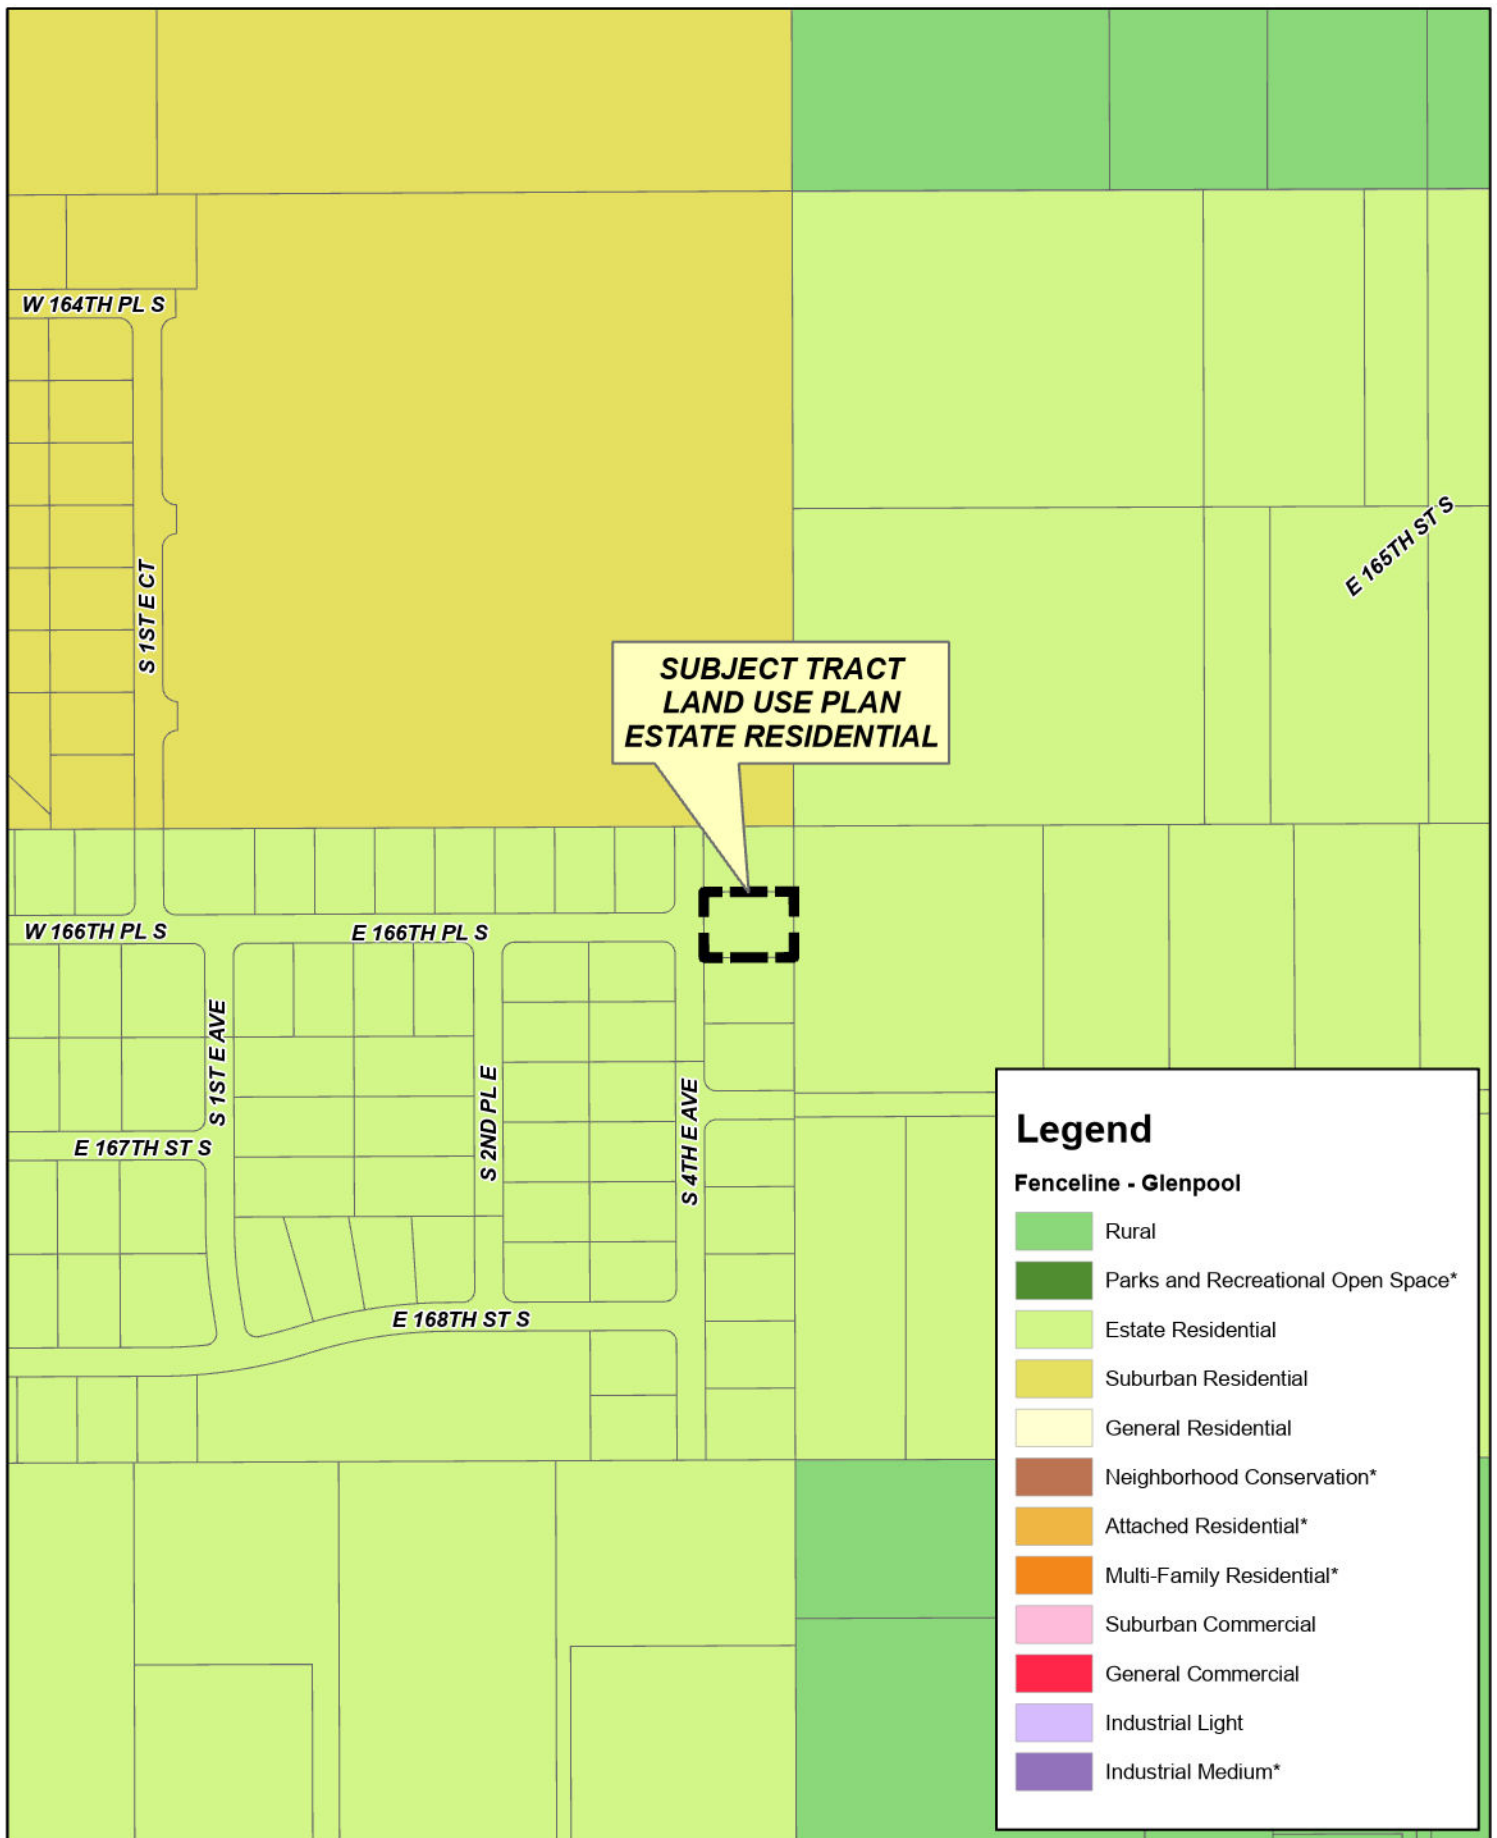 W 164TH PL S
E 165TH ST S
S 1ST E CT
SUBJECT TRACT
LAND USE PLAN
ESTATE RESIDENTIAL
W 166TH PL S
E 166TH PL S
S 1ST E AVE
S 2ND PL E
S 4TH E AVE
E 167TH ST S
E 168TH ST S
Legend
Fenceline - Glenpool
Rural
Parks and Recreational Open Space*
Estate Residential
Suburban Residential
General Residential
Neighborhood Conservation*
Attached Residential*
Multi-Family Residential*
Suburban Commercial
General Commercial
Industrial Light
Industrial Medium*